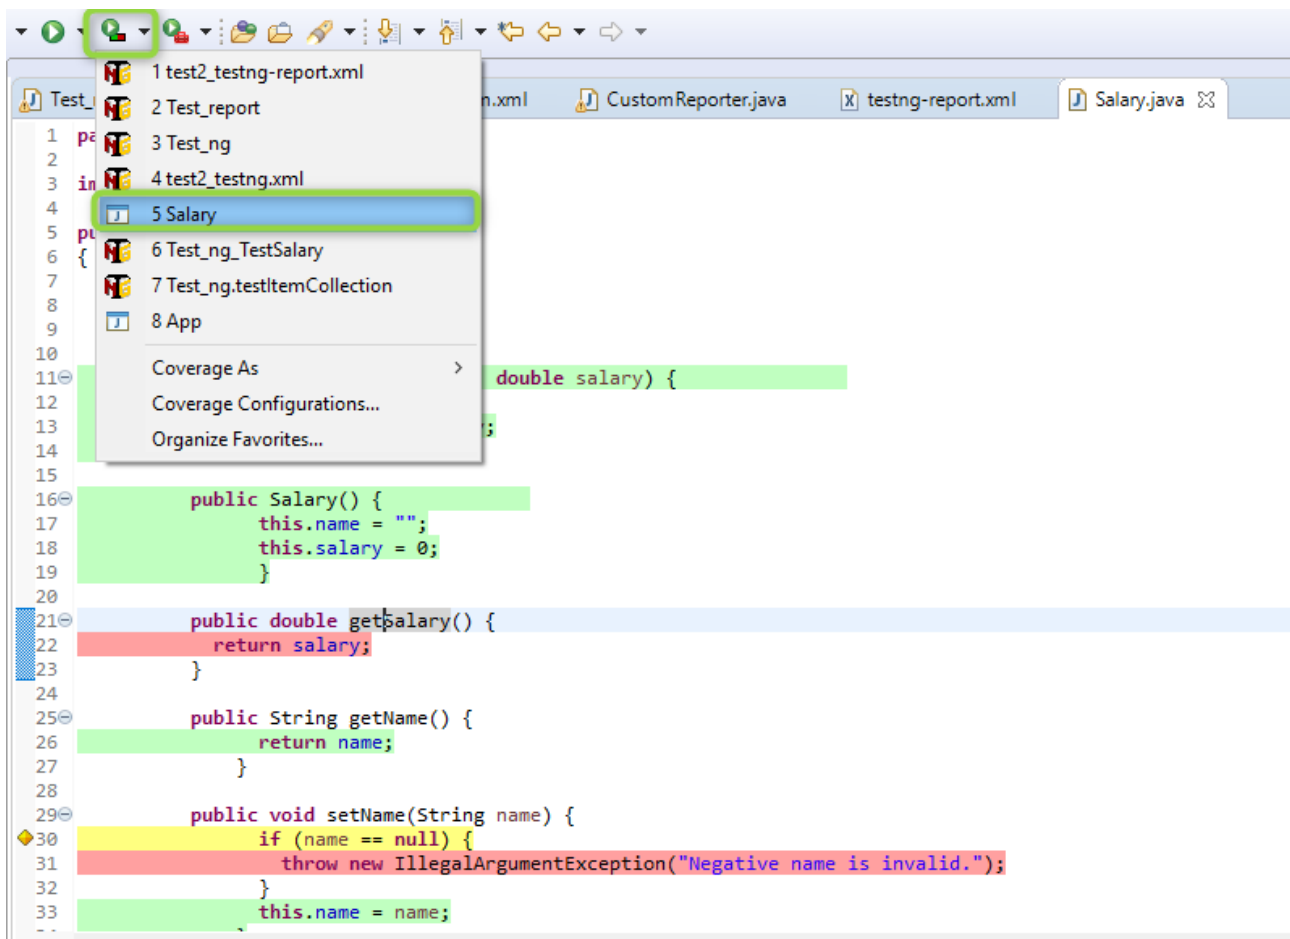 1 test2_testng-report.xml
Test_
n.xml
CustomReporter.java
testng-report.xml
Salary.java
2 Test_report
1 pa
3 Test_ng
2
3 im
4 test2_testng.xml
4
5 Salary
5 pu
6 {
6 Test_ng_TestSalary
7
7 Test_ng.testItemCollection
8
8 App
9
10
Coverage As
11 double salary) {
12
Coverage Configurations...
13 ;
14
Organize Favorites...
15
16 public Salary() {
17 this.name = "";
18 this.salary = 0;
19 }
20
21 public double getSalary() {
22 return salary;
23 }
24
25 public String getName() {
26 return name;
27 }
28
29 public void setName(String name) {
30 if (name == null) {
31 throw new IllegalArgumentException("Negative name is invalid.");
32 }
33 this.name = name;